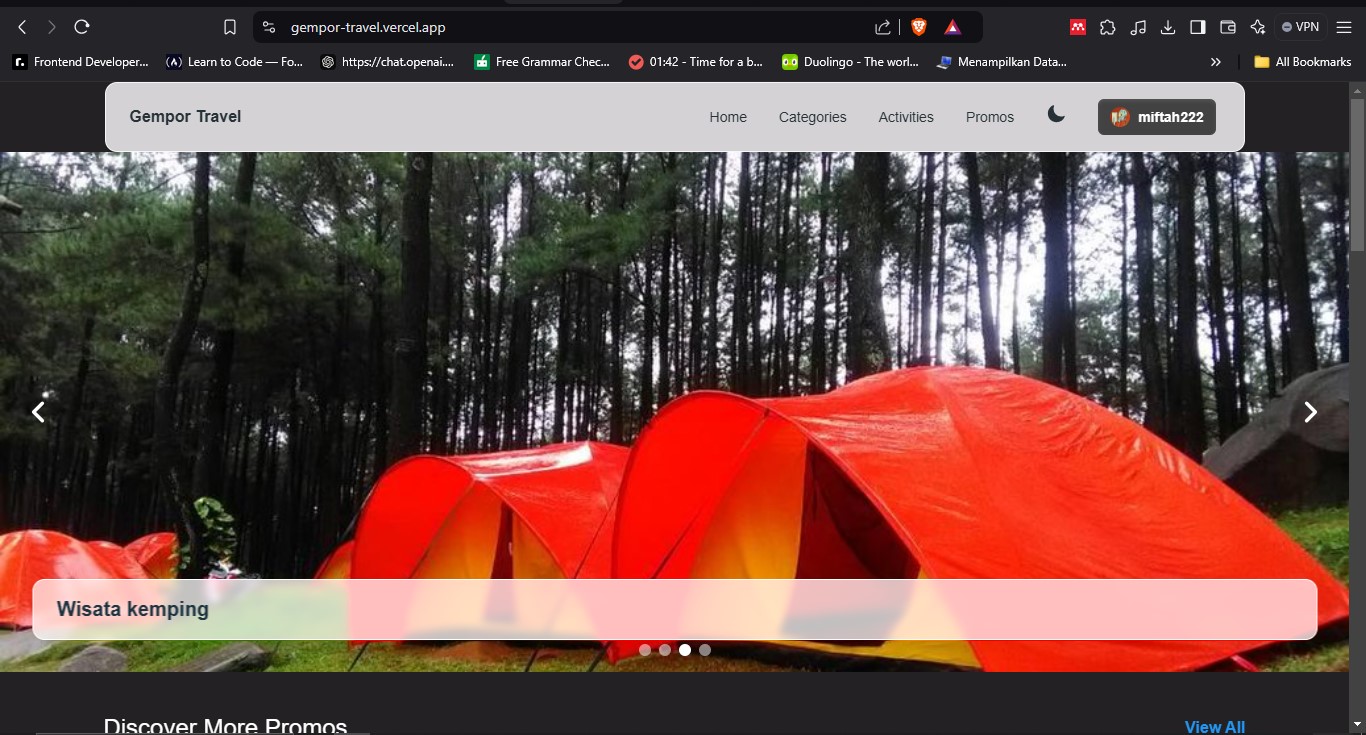 gempor-travel.vercel.app
VPN
Frontend Developer...
Learn to Code — Fo...
https://chat.openai....
Free Grammar Chec...
01:42 - Time for a b...
Duolingo - The worl...
Menampilkan Data...
All Bookmarks
Gempor Travel
Home
Categories
Activities
Promos
miftah222
Wisata kemping
Discover More Promos
View All